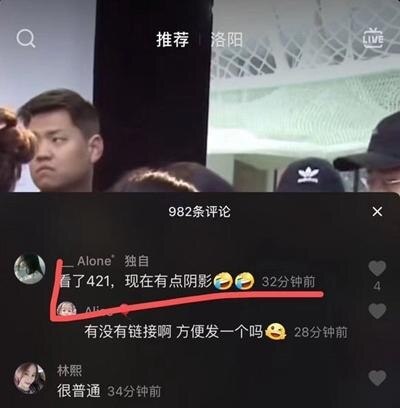 推荐 洛阳 LIVE
adidas
982条评论 ×
__ Alone° 独自
看了421，现在有点阴影🤣🤣 32分钟前
4
有没有链接啊 方便发一个吗😜 28分钟前
林熙
很普通 34分钟前